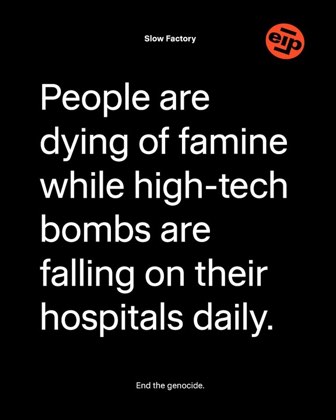 Slow Factory
eip
People are
dying of famine
while high-tech
bombs are
falling on their
hospitals daily.
End the genocide.